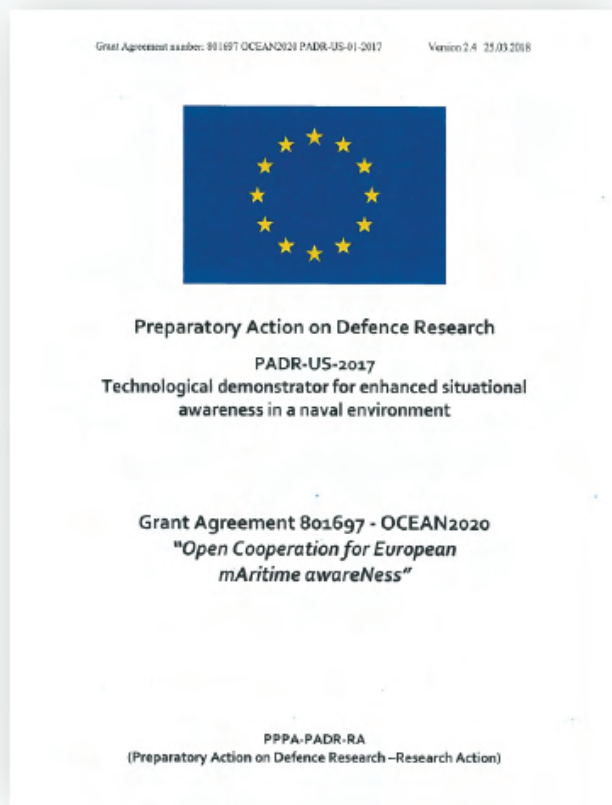 Grant Agreement number: 801697 OCEAN2020 PADR-US-01-2017 Version 2.4 25.03.2018
Preparatory Action on Defence Research
PADR-US-2017
Technological demonstrator for enhanced situational
awareness in a naval environment
Grant Agreement 801697 - OCEAN2020
"Open Cooperation for European
mAritime awareNess"
PPPA-PADR-RA
(Preparatory Action on Defence Research –Research Action)